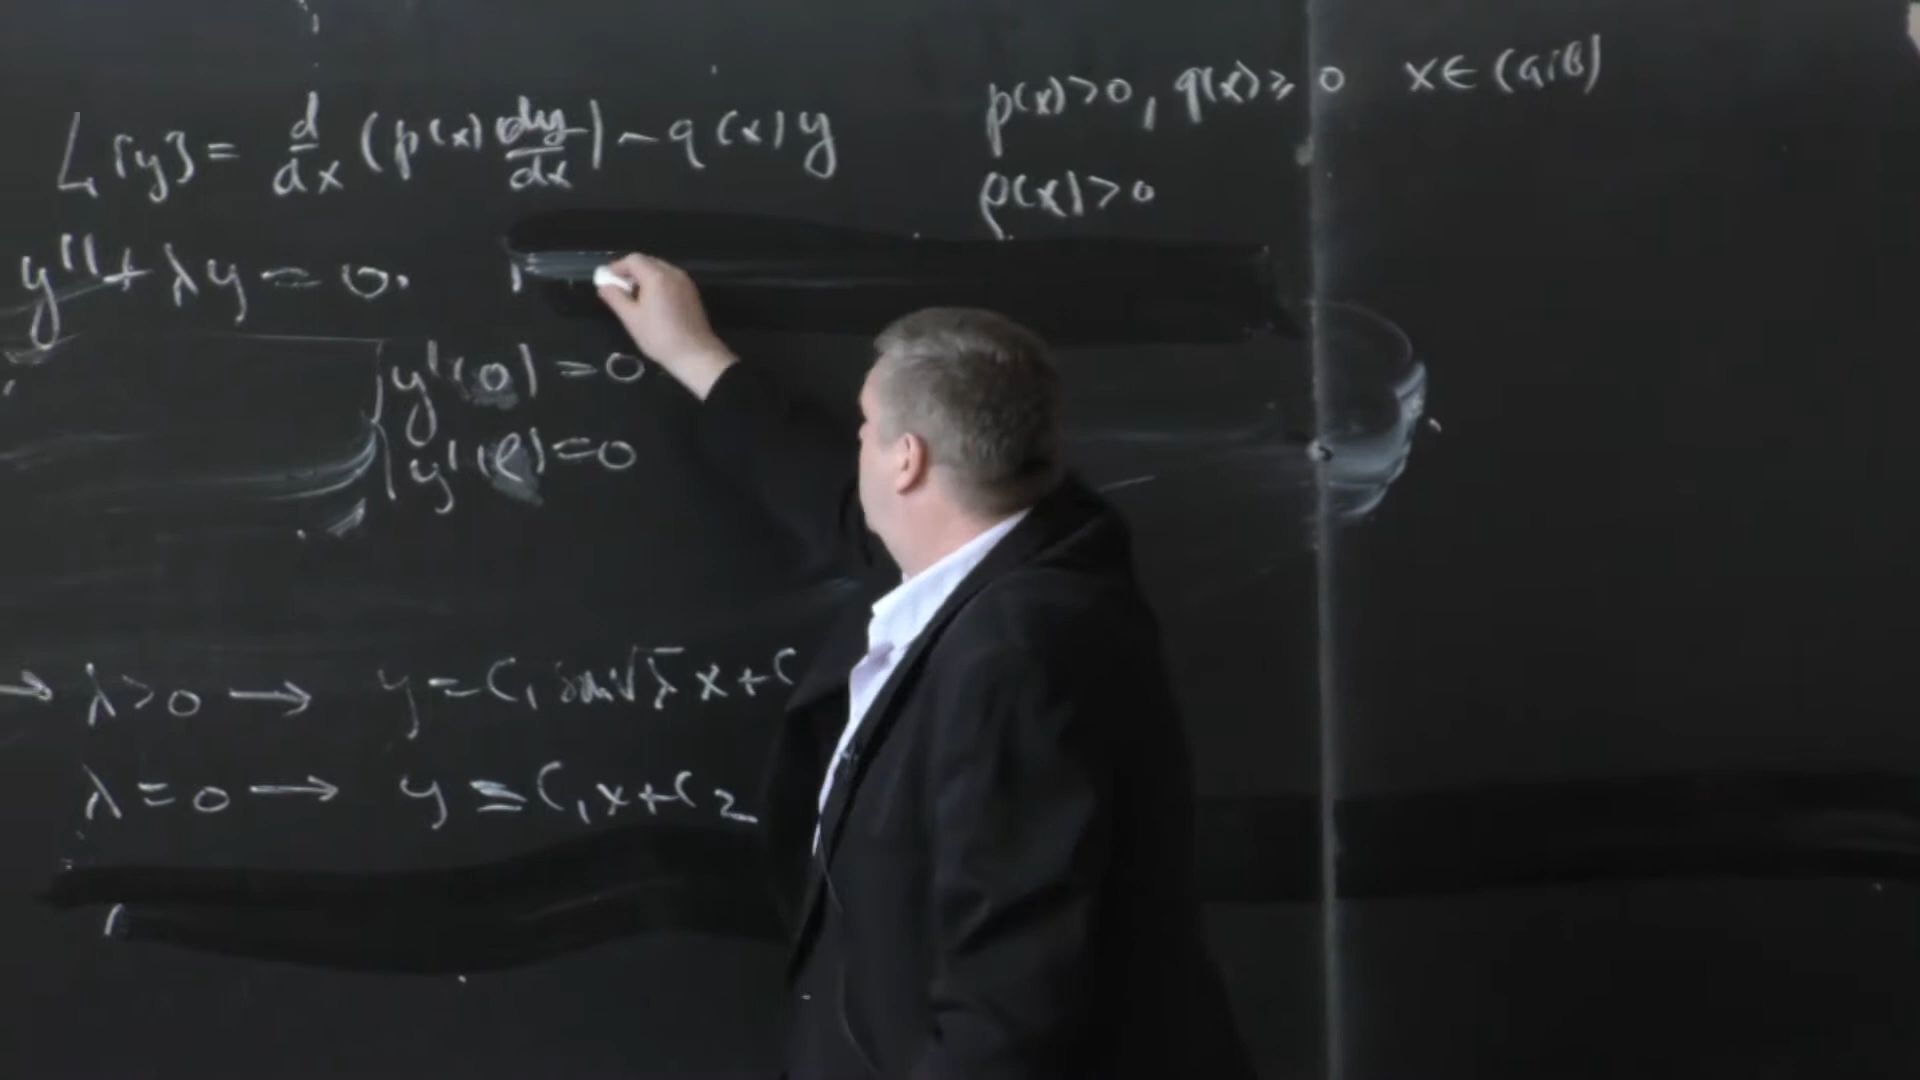 L[y] = d/dx (p(x) dy/dx) - q(x) y
p(x)>0, q(x)⩾0 x∈(a;b)
ρ(x)>0
y'' + λy = 0.
y'(0) = 0
y'(ℓ) = 0
→ λ>0 → y = C₁ sin√λ x + C
λ = 0 → y = C₁x + C₂